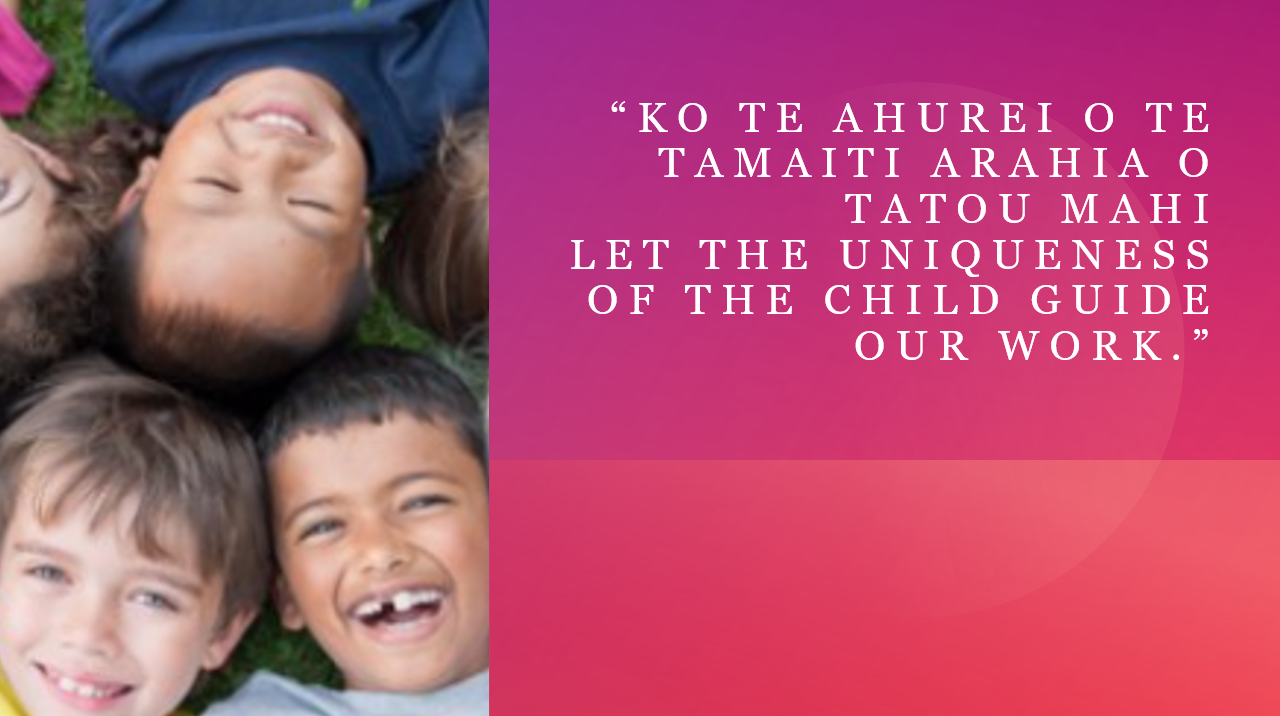 “KO TE AHUREI O TE
TAMAITI ARAHIA O
TATOU MAHI
LET THE UNIQUENESS
OF THE CHILD GUIDE
OUR WORK.”